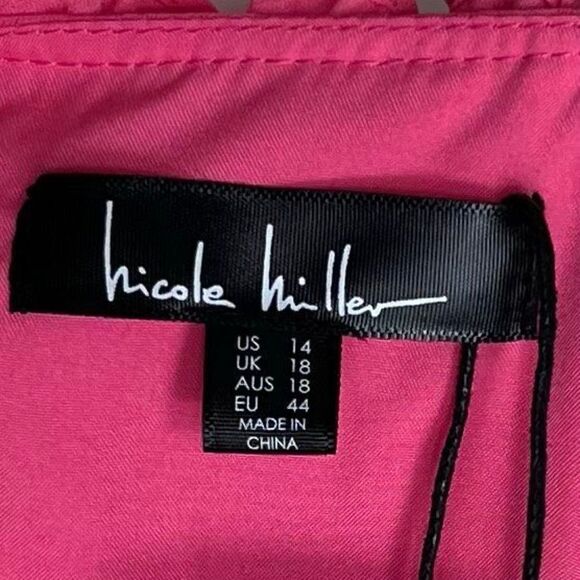 nicole miller
US 14
UK 18
AUS 18
EU 44
MADE IN
CHINA